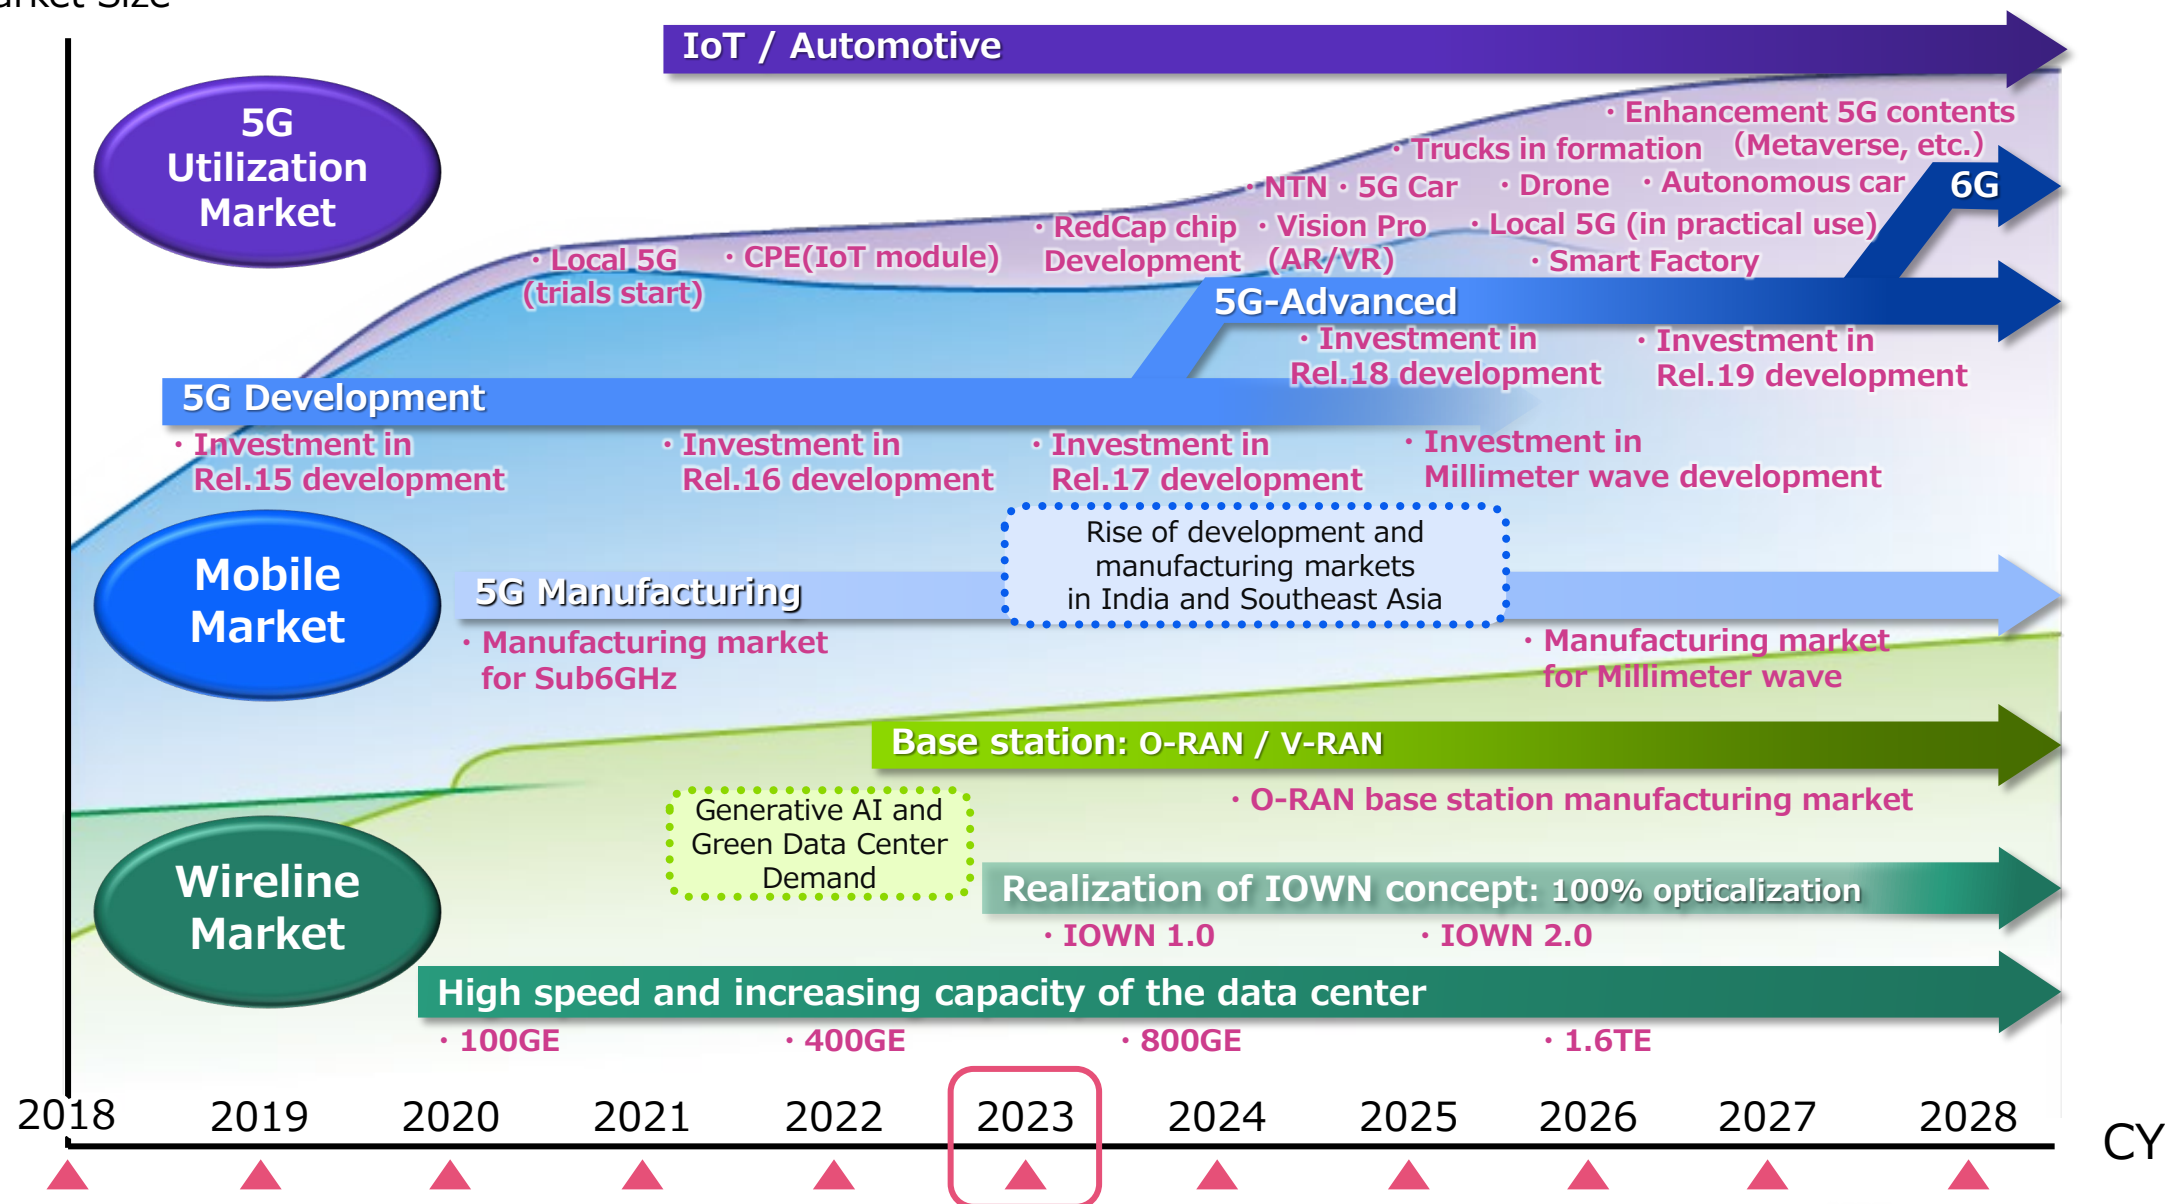 IoT / Automotive
5G
Utilization
Market
・Enhancement 5G contents
（Metaverse, etc.）
・Trucks in formation
・NTN ・5G Car
・Drone
・Autonomous car
6G
・RedCap chip
Development
・Vision Pro
(AR/VR)
・Local 5G (in practical use)
・Smart Factory
・Local 5G
(trials start)
・CPE(IoT module)
5G-Advanced
・Investment in
Rel.18 development
・Investment in
Rel.19 development
5G Development
・Investment in
Rel.15 development
・Investment in
Rel.16 development
・Investment in
Rel.17 development
・Investment in
Millimeter wave development
Mobile
Market
Rise of development and
manufacturing markets
in India and Southeast Asia
5G Manufacturing
・Manufacturing market
for Sub6GHz
・Manufacturing market
for Millimeter wave
Base station: O-RAN / V-RAN
・O-RAN base station manufacturing market
Generative AI and
Green Data Center
Demand
Wireline
Market
Realization of IOWN concept: 100% opticalization
・IOWN 1.0
・IOWN 2.0
High speed and increasing capacity of the data center
・100GE
・400GE
・800GE
・1.6TE
2018
2019
2020
2021
2022
2023
2024
2025
2026
2027
2028
CY